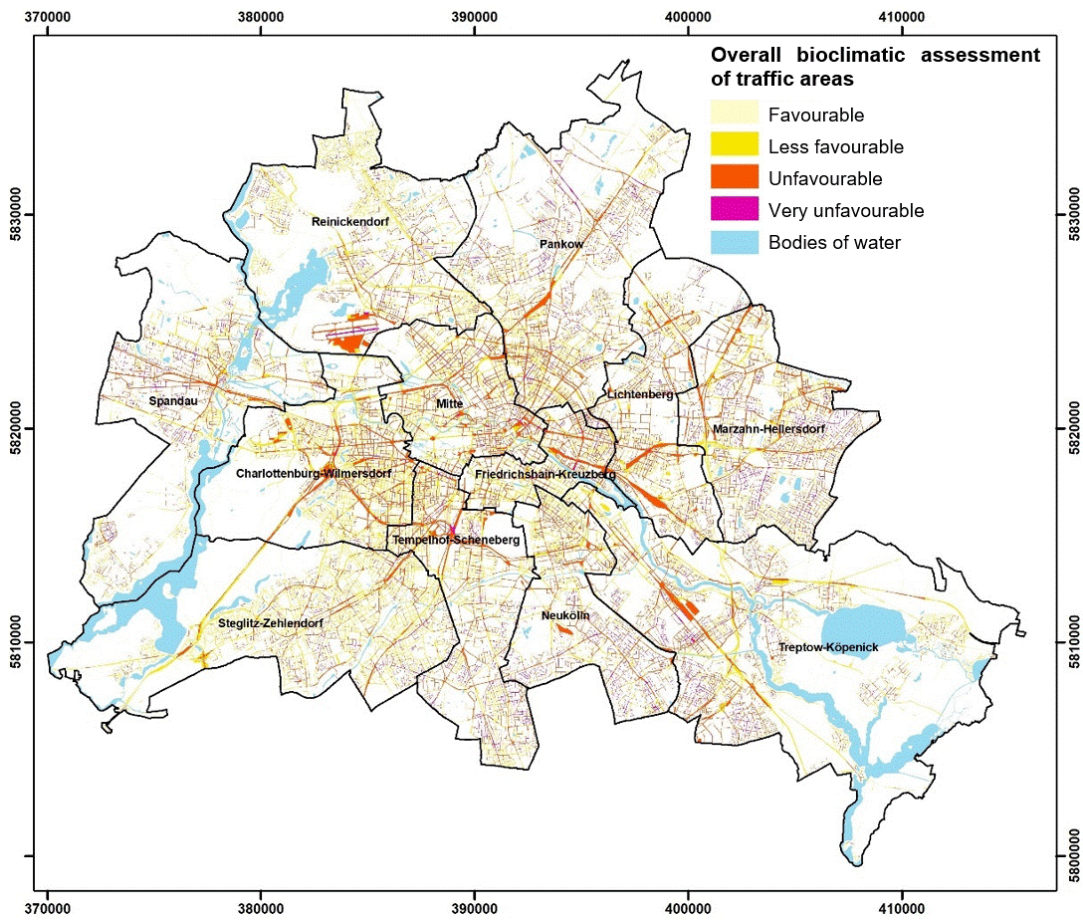 370000 380000 390000 400000 410000
Overall bioclimatic assessment
of traffic areas
Favourable
Less favourable
Unfavourable
Very unfavourable
Bodies of water
5830000 5830000
Reinickendorf
Pankow
Spandau
Mitte
Lichtenberg
5820000 5820000
Marzahn-Hellersdorf
Charlottenburg-Wilmersdorf
Friedrichshain-Kreuzberg
Tempelhof-Scheneberg
Neukölln
Steglitz-Zehlendorf
5810000 5810000
Treptow-Köpenick
5800000
370000 380000 390000 400000 410000